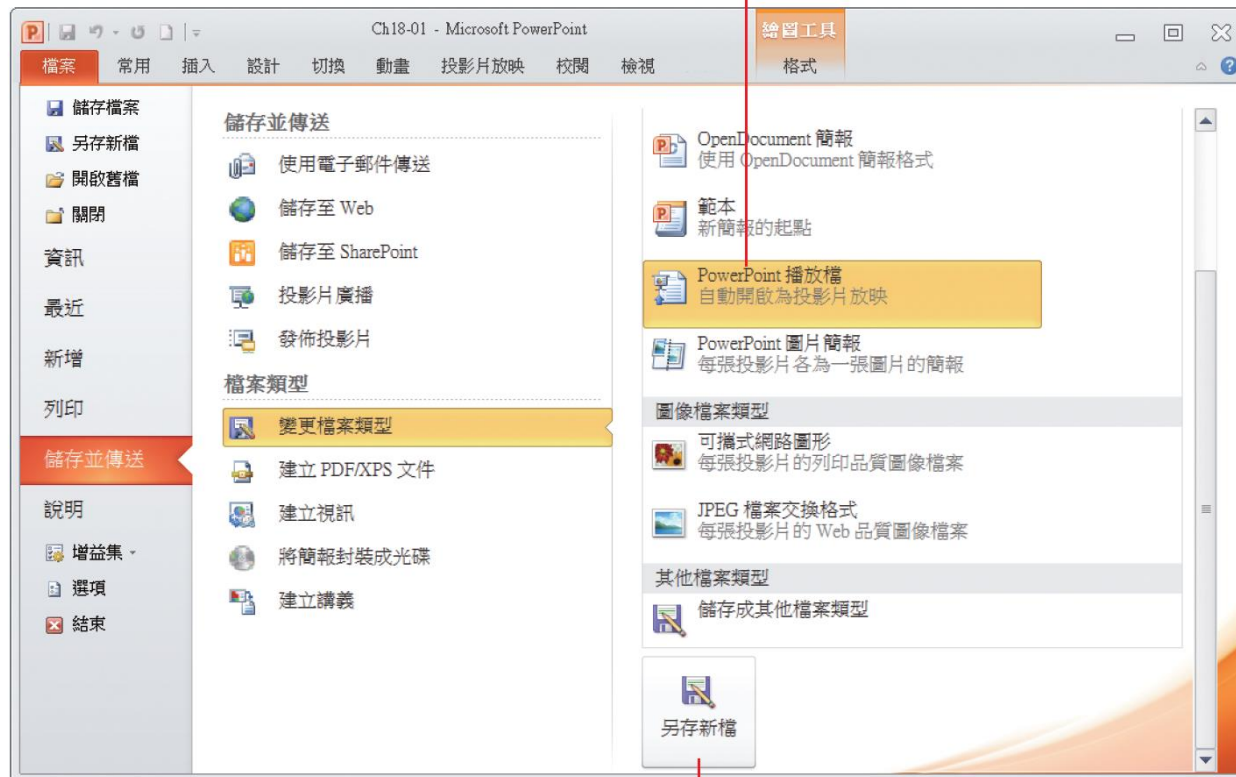 Ch18-01 - Microsoft PowerPoint
繪圖工具
檔案 常用 插入 設計 切換 動畫 投影片放映 校閱 檢視 格式
儲存檔案
另存新檔
開啟舊檔
關閉
資訊
最近
新增
列印
儲存並傳送
說明
增益集
選項
結束
儲存並傳送
使用電子郵件傳送
儲存至 Web
儲存至 SharePoint
投影片廣播
發佈投影片
檔案類型
變更檔案類型
建立 PDF/XPS 文件
建立視訊
將簡報封裝成光碟
建立講義
OpenDocument 簡報
使用 OpenDocument 簡報格式
範本
新簡報的起點
PowerPoint 播放檔
自動開啟為投影片放映
PowerPoint 圖片簡報
每張投影片各為一張圖片的簡報
圖像檔案類型
可攜式網路圖形
每張投影片的列印品質圖像檔案
JPEG 檔案交換格式
每張投影片的 Web 品質圖像檔案
其他檔案類型
儲存成其他檔案類型
另存新檔